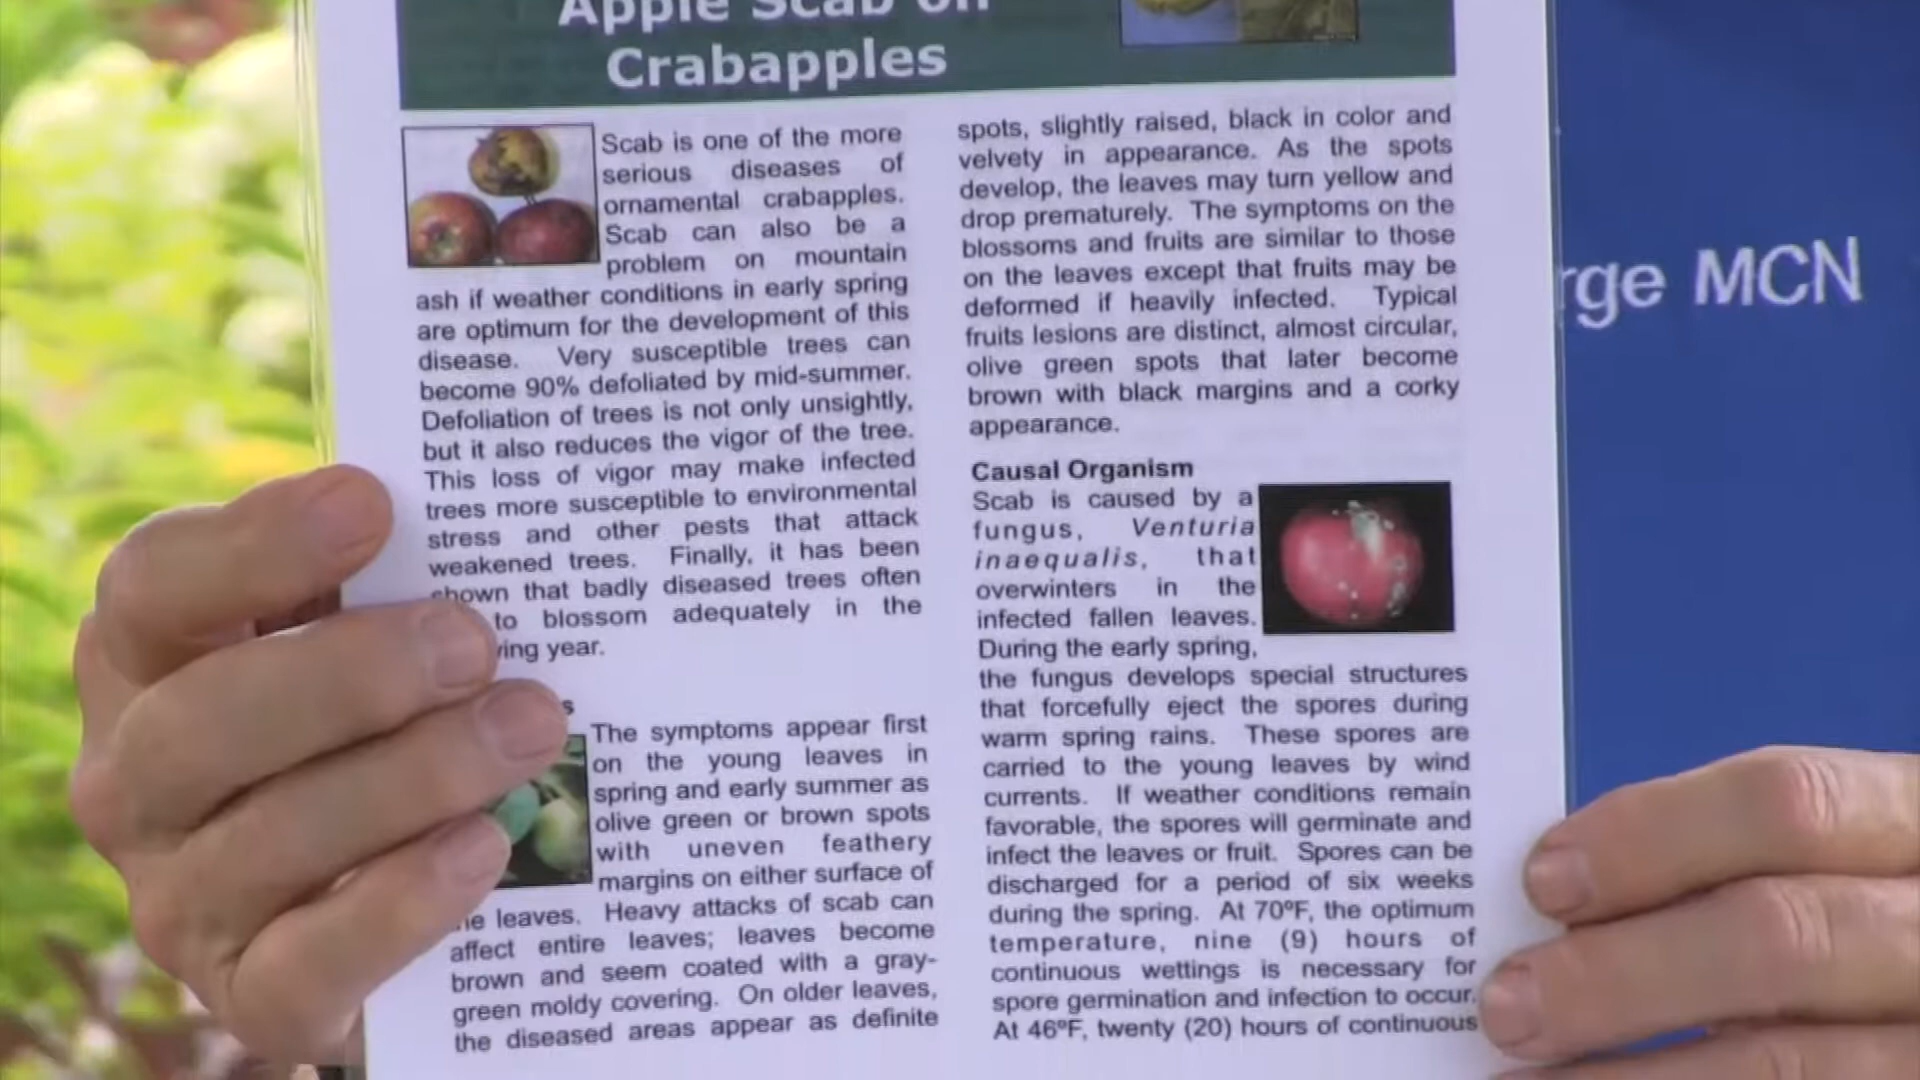 Apple Scab on
Crabapples
Scab is one of the more
serious diseases of
ornamental crabapples.
Scab can also be a
problem on mountain
ash if weather conditions in early spring
are optimum for the development of this
disease. Very susceptible trees can
become 90% defoliated by mid-summer.
Defoliation of trees is not only unsightly,
but it also reduces the vigor of the tree.
This loss of vigor may make infected
trees more susceptible to environmental
stress and other pests that attack
weakened trees. Finally, it has been
shown that badly diseased trees often
to blossom adequately in the
year.
The symptoms appear first
on the young leaves in
spring and early summer as
olive green or brown spots
with uneven feathery
margins on either surface of
leaves. Heavy attacks of scab can
affect entire leaves; leaves become
brown and seem coated with a gray-
green moldy covering. On older leaves,
the diseased areas appear as definite
spots, slightly raised, black in color and
velvety in appearance. As the spots
develop, the leaves may turn yellow and
drop prematurely. The symptoms on the
blossoms and fruits are similar to those
on the leaves except that fruits may be
deformed if heavily infected. Typical
fruits lesions are distinct, almost circular,
olive green spots that later become
brown with black margins and a corky
appearance.
Causal Organism
Scab is caused by a
fungus, Venturia
inaequalis, that
overwinters in the
infected fallen leaves.
During the early spring,
the fungus develops special structures
that forcefully eject the spores during
warm spring rains. These spores are
carried to the young leaves by wind
currents. If weather conditions remain
favorable, the spores will germinate and
infect the leaves or fruit. Spores can be
discharged for a period of six weeks
during the spring. At 70ºF, the optimum
temperature, nine (9) hours of
continuous wettings is necessary for
spore germination and infection to occur.
At 46ºF, twenty (20) hours of continuous
rge MCN